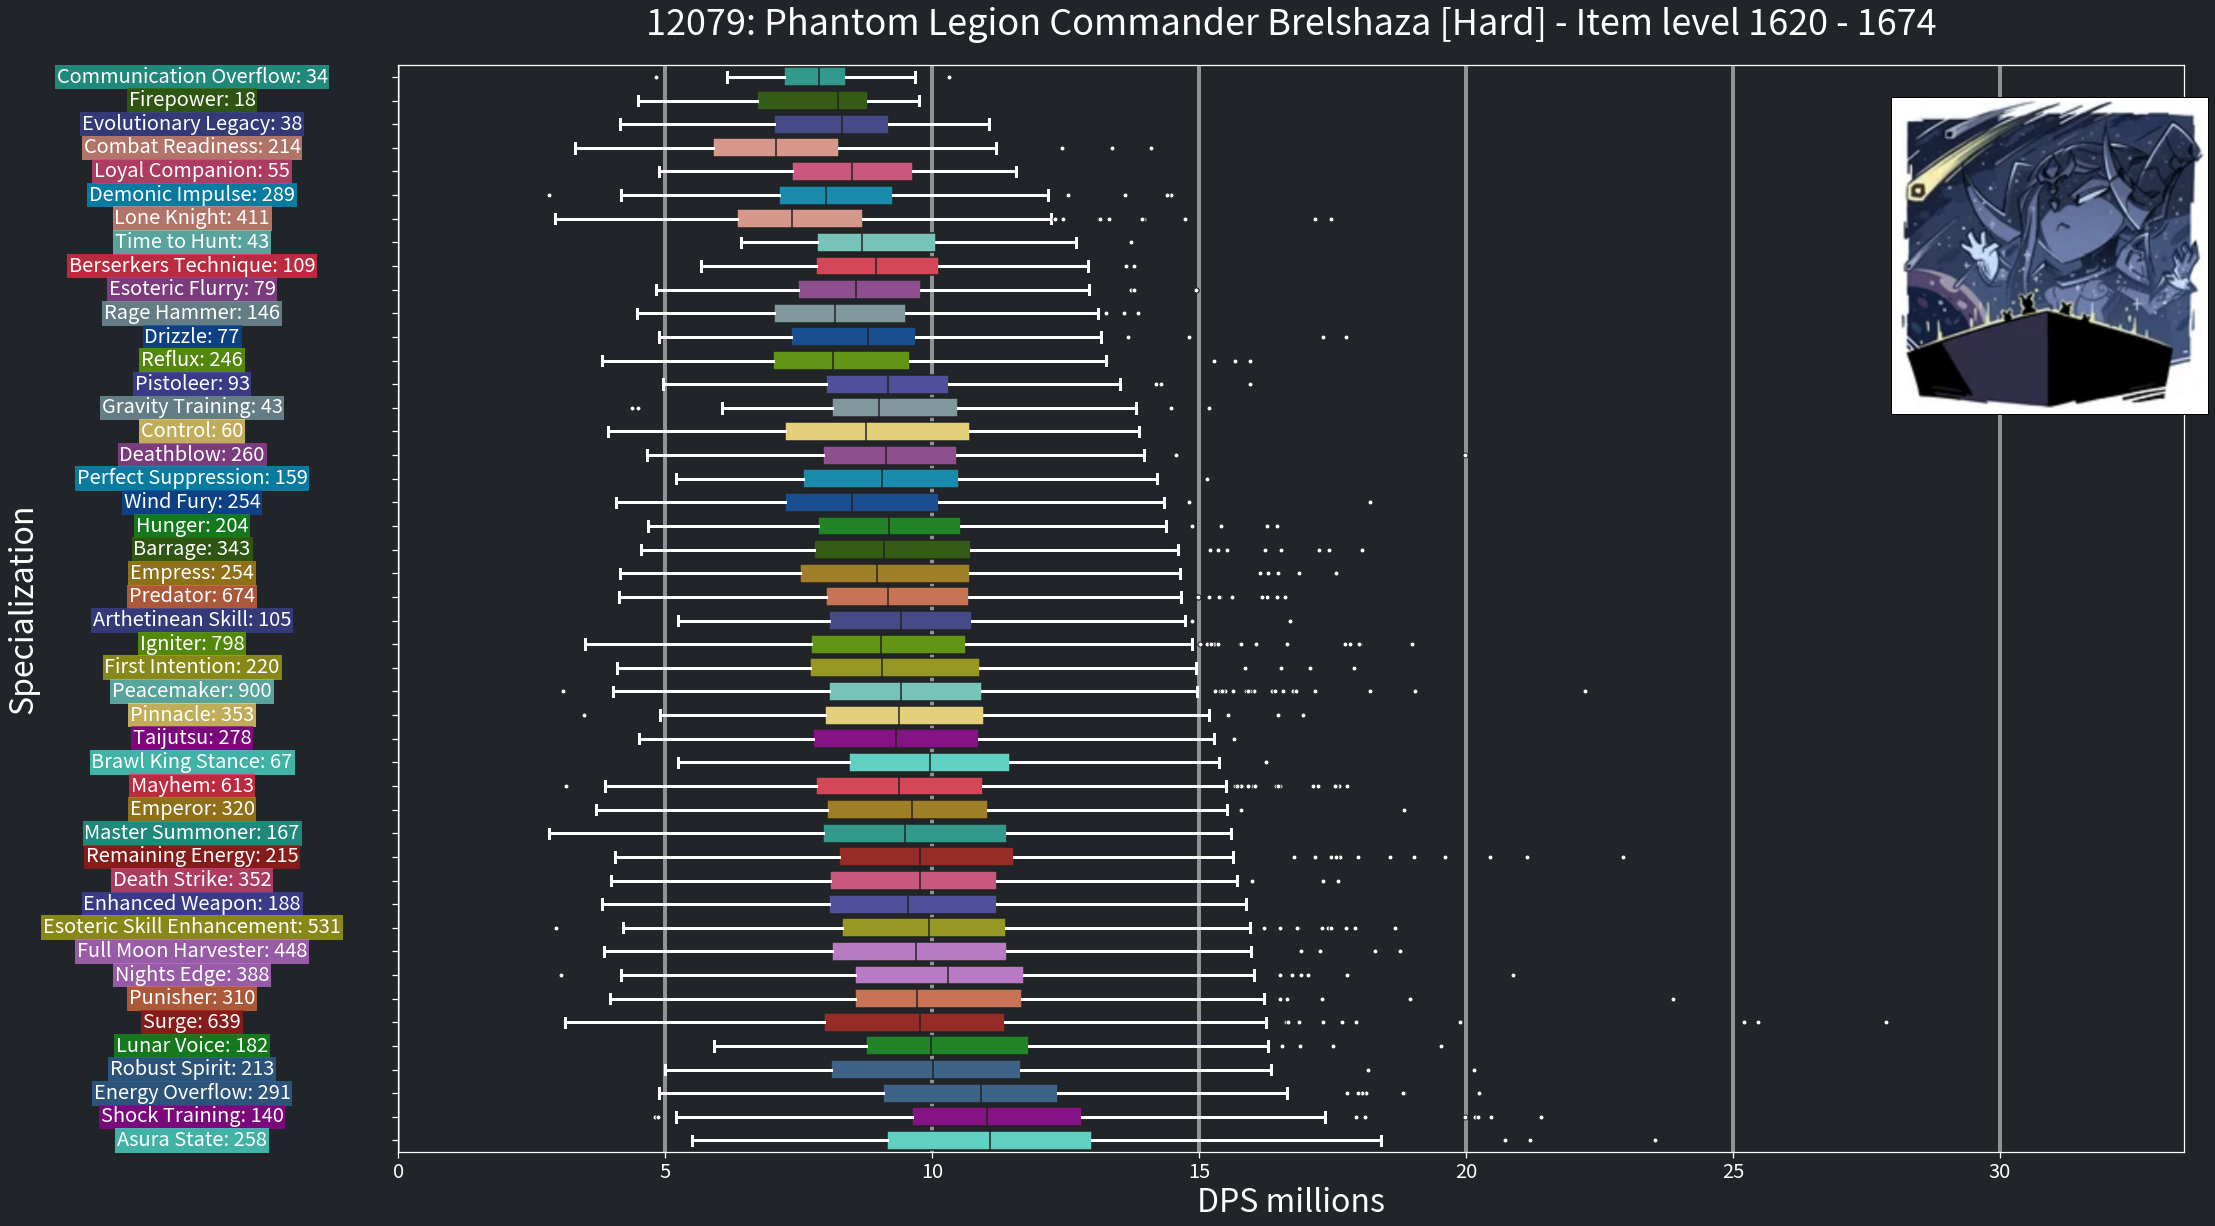 12079: Phantom Legion Commander Brelshaza [Hard] - Item level 1620 - 1674
Communication Overflow: 34
Firepower: 18
Evolutionary Legacy: 38
Combat Readiness: 214
Loyal Companion: 55
Demonic Impulse: 289
Lone Knight: 411
Time to Hunt: 43
Berserkers Technique: 109
Esoteric Flurry: 79
Rage Hammer: 146
Drizzle: 77
Reflux: 246
Pistoleer: 93
Gravity Training: 43
Control: 60
Deathblow: 260
Perfect Suppression: 159
Wind Fury: 254
Hunger: 204
Barrage: 343
Empress: 254
Predator: 674
Arthetinean Skill: 105
Igniter: 798
First Intention: 220
Peacemaker: 900
Pinnacle: 353
Taijutsu: 278
Brawl King Stance: 67
Mayhem: 613
Emperor: 320
Master Summoner: 167
Remaining Energy: 215
Death Strike: 352
Enhanced Weapon: 188
Esoteric Skill Enhancement: 531
Full Moon Harvester: 448
Nights Edge: 388
Punisher: 310
Surge: 639
Lunar Voice: 182
Robust Spirit: 213
Energy Overflow: 291
Shock Training: 140
Asura State: 258
Specialization
0 5 10 15 20 25 30
DPS millions